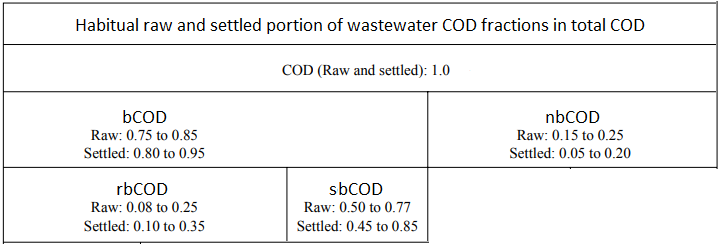 Habitual raw and settled portion of wastewater COD fractions in total COD
COD (Raw and settled): 1.0
bCOD
Raw: 0.75 to 0.85
Settled: 0.80 to 0.95
nbCOD
Raw: 0.15 to 0.25
Settled: 0.05 to 0.20
rbCOD
Raw: 0.08 to 0.25
Settled: 0.10 to 0.35
sbCOD
Raw: 0.50 to 0.77
Settled: 0.45 to 0.85